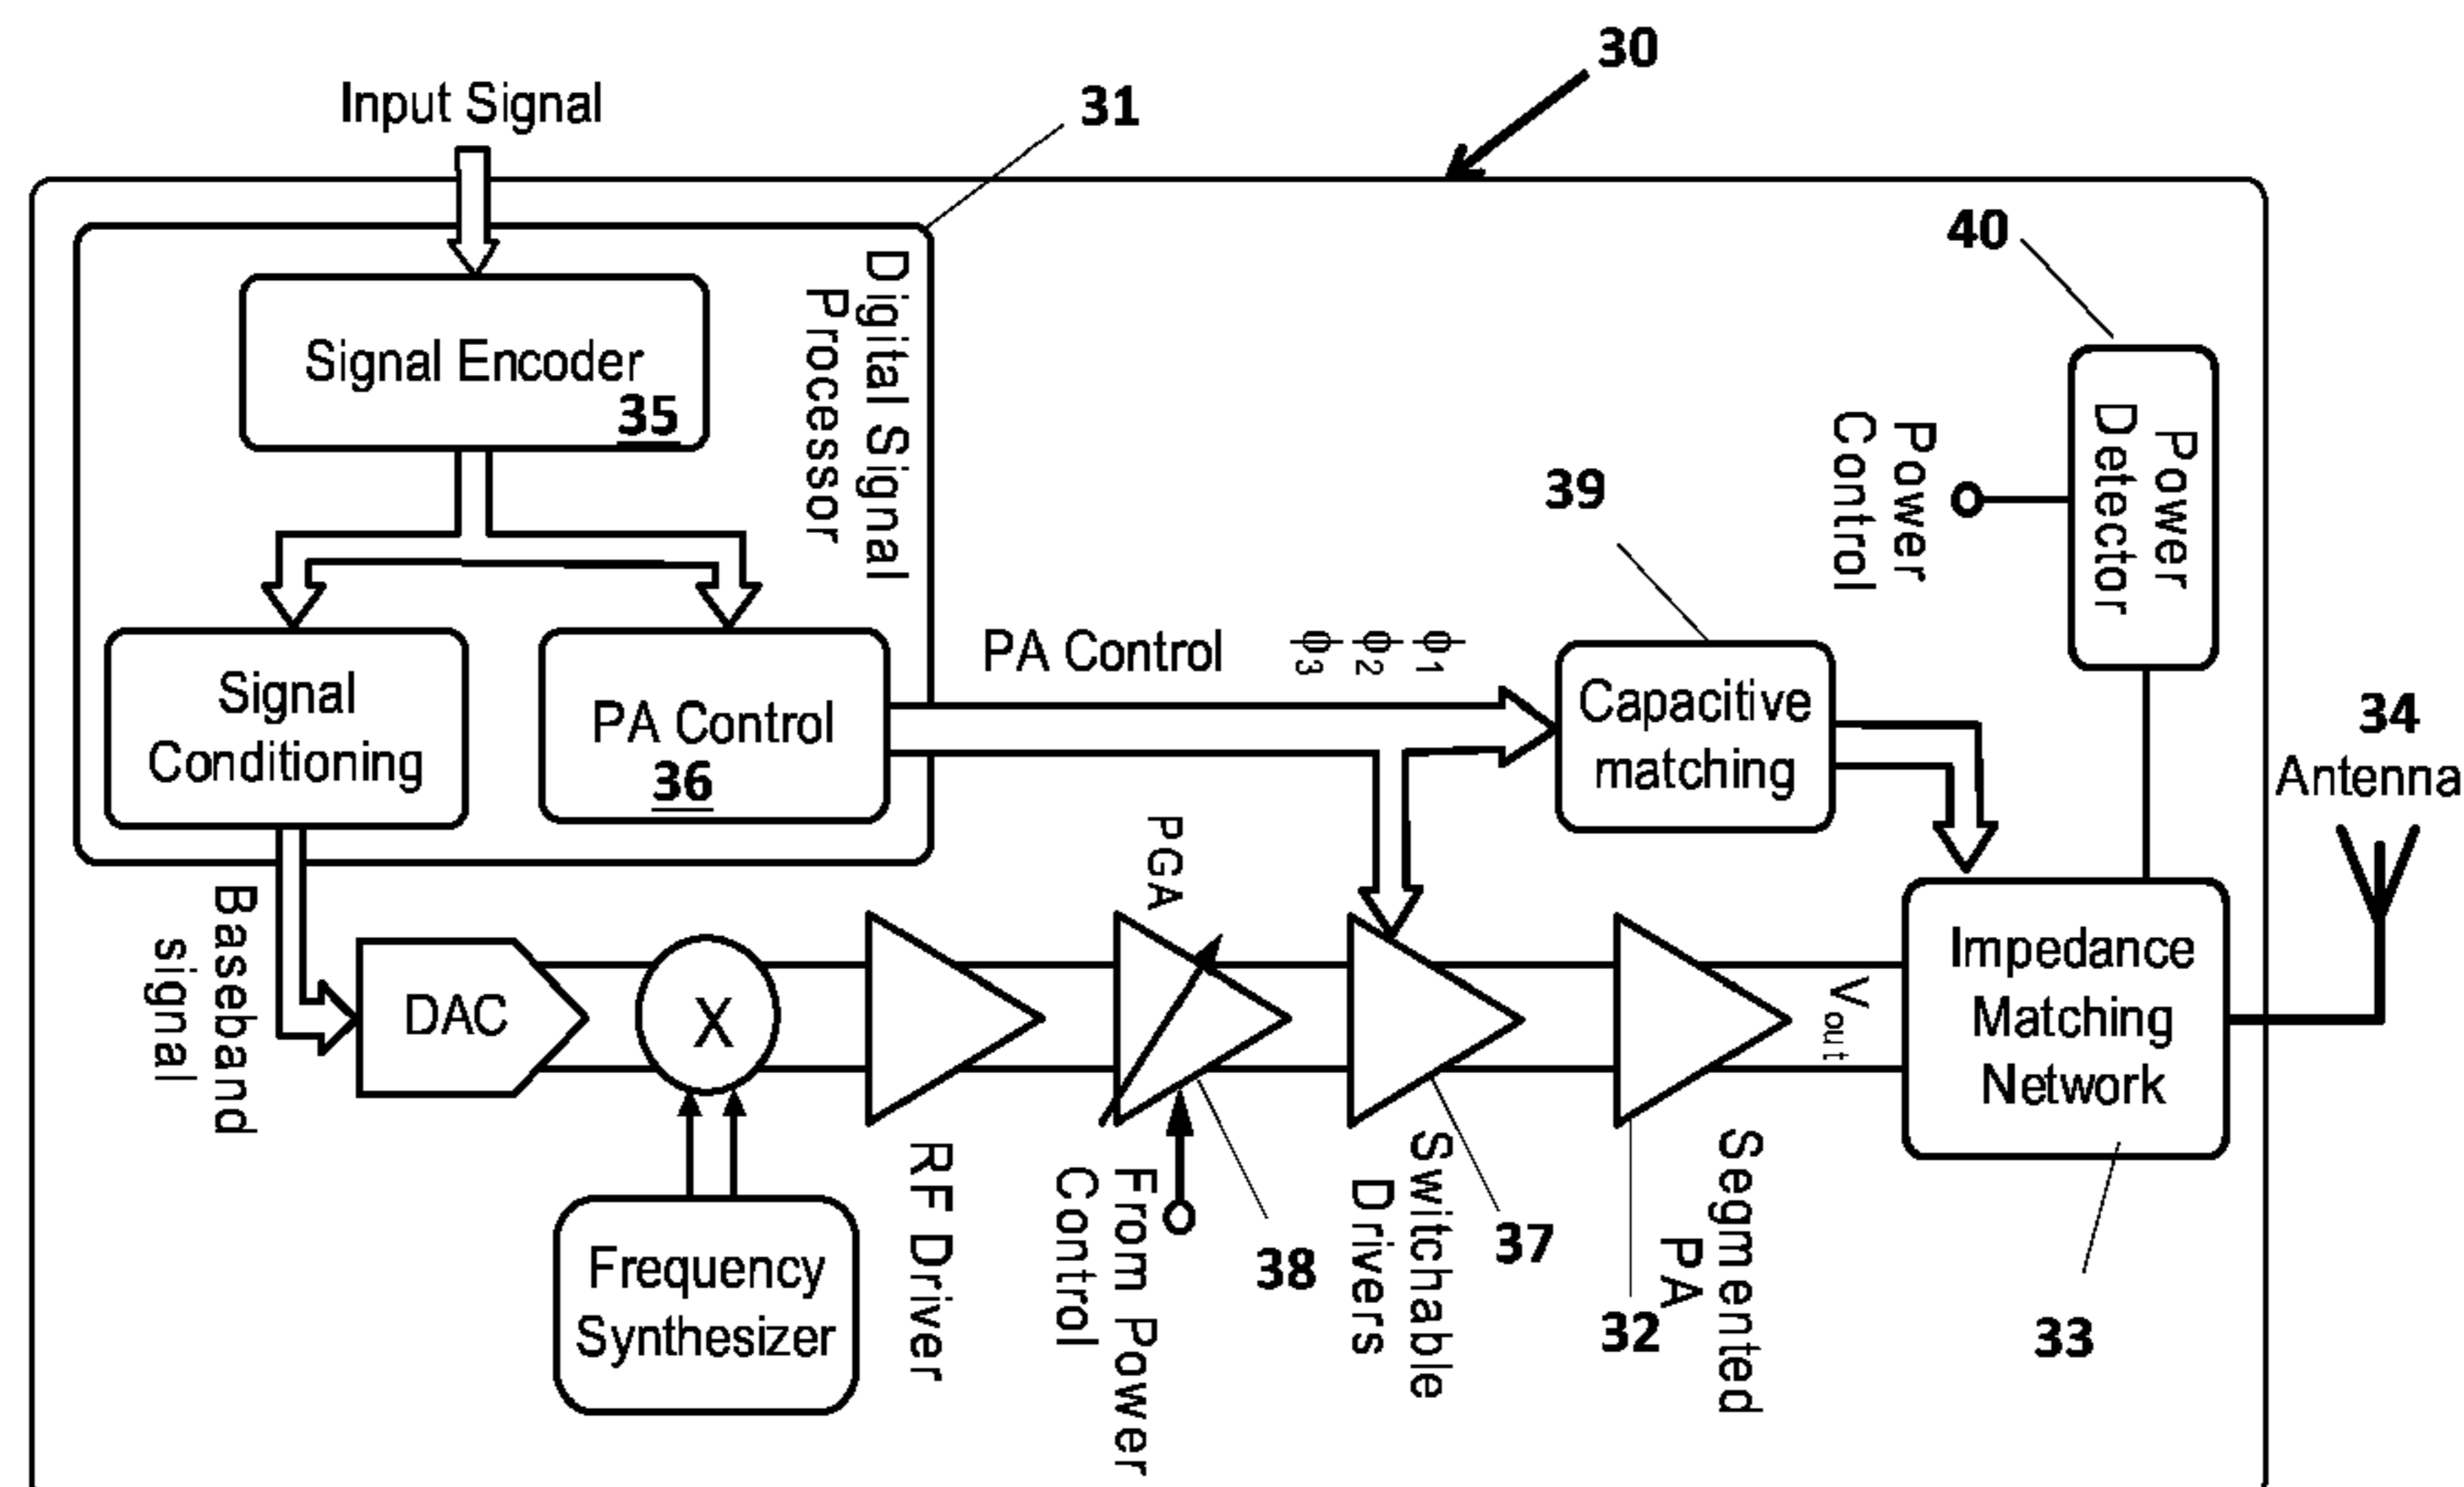 30
Input Signal
31
40
Digital Signal
Processor
Signal Encoder
35
Power
Detector
Power
Control
39
PA Control
ϕ1
ϕ2
ϕ3
Signal
Conditioning
PA Control
36
Capacitive
matching
34
Antenna
PGA
Baseband
signal
DAC
X
Vout
Impedance
Matching
Network
Frequency
Synthesizer
RF Driver
From Power
Control
38
Switchable
Drivers
37
Segmented
PA
32
33